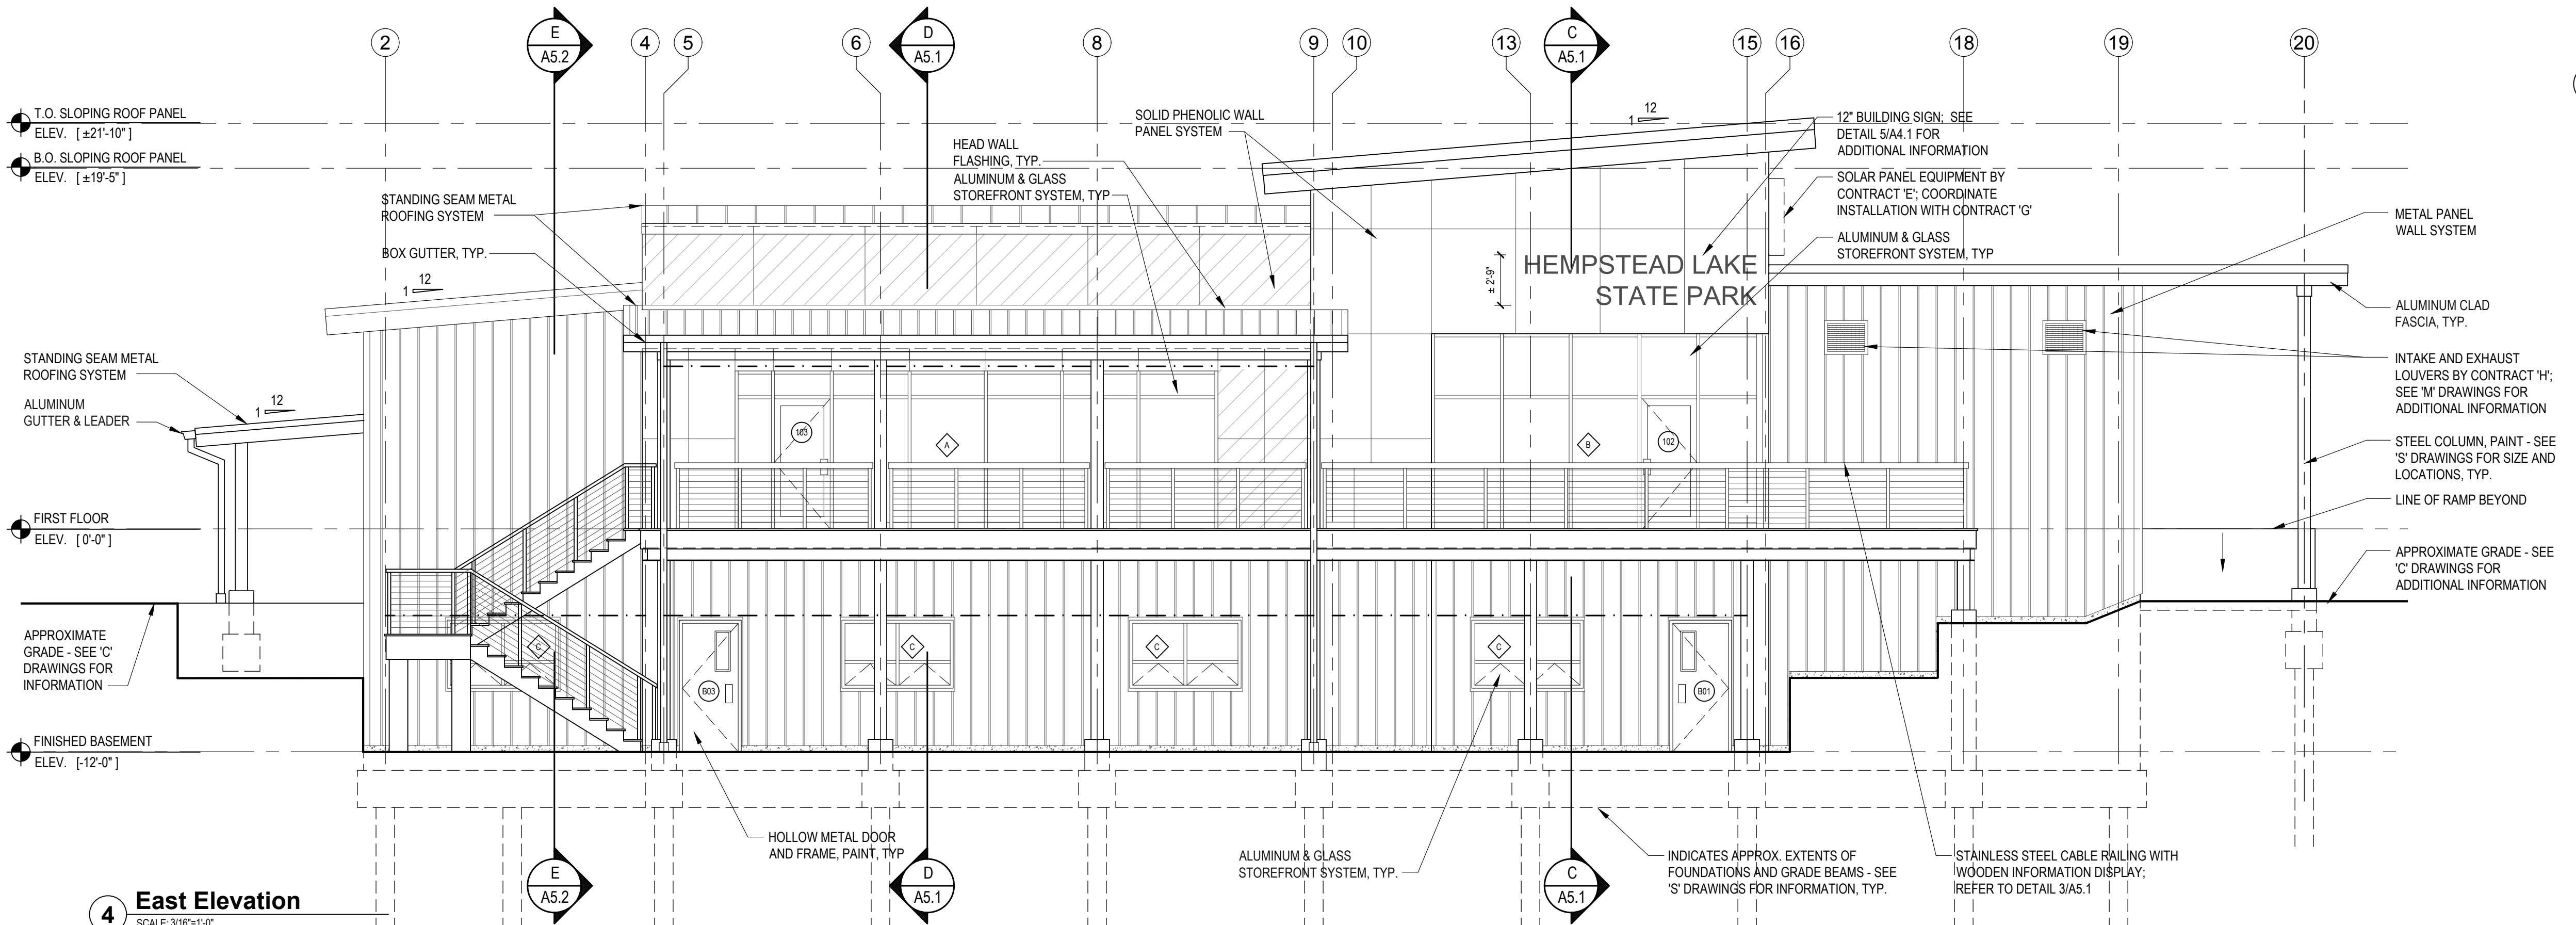 2
E
A5.2
4
5
6
D
A5.1
8
9
10
13
C
A5.1
15
16
18
19
20
T.O. SLOPING ROOF PANEL
ELEV. [ ±21'-10" ]
B.O. SLOPING ROOF PANEL
ELEV. [ ±19'-5" ]
STANDING SEAM METAL
ROOFING SYSTEM
BOX GUTTER, TYP.
12
1
STANDING SEAM METAL
ROOFING SYSTEM
ALUMINUM
GUTTER & LEADER
12
1
HEAD WALL
FLASHING, TYP.
ALUMINUM & GLASS
STOREFRONT SYSTEM, TYP
SOLID PHENOLIC WALL
PANEL SYSTEM
12
1
12" BUILDING SIGN; SEE
DETAIL 5/A4.1 FOR
ADDITIONAL INFORMATION
SOLAR PANEL EQUIPMENT BY
CONTRACT 'E'; COORDINATE
INSTALLATION WITH CONTRACT 'G'
ALUMINUM & GLASS
STOREFRONT SYSTEM, TYP
± 2'-9"
HEMPSTEAD LAKE
STATE PARK
METAL PANEL
WALL SYSTEM
ALUMINUM CLAD
FASCIA, TYP.
INTAKE AND EXHAUST
LOUVERS BY CONTRACT 'H';
SEE 'M' DRAWINGS FOR
ADDITIONAL INFORMATION
STEEL COLUMN, PAINT - SEE
'S' DRAWINGS FOR SIZE AND
LOCATIONS, TYP.
LINE OF RAMP BEYOND
APPROXIMATE GRADE - SEE
'C' DRAWINGS FOR
ADDITIONAL INFORMATION
103
A
B
102
FIRST FLOOR
ELEV. [ 0'-0" ]
APPROXIMATE
GRADE - SEE 'C'
DRAWINGS FOR
INFORMATION
C
B03
C
C
C
B01
FINISHED BASEMENT
ELEV. [-12'-0" ]
HOLLOW METAL DOOR
AND FRAME, PAINT, TYP
ALUMINUM & GLASS
STOREFRONT SYSTEM, TYP.
INDICATES APPROX. EXTENTS OF
FOUNDATIONS AND GRADE BEAMS - SEE
'S' DRAWINGS FOR INFORMATION, TYP.
STAINLESS STEEL CABLE RAILING WITH
WOODEN INFORMATION DISPLAY;
REFER TO DETAIL 3/A5.1
E
A5.2
D
A5.1
C
A5.1
4
East Elevation
SCALE: 3/16"=1'-0"